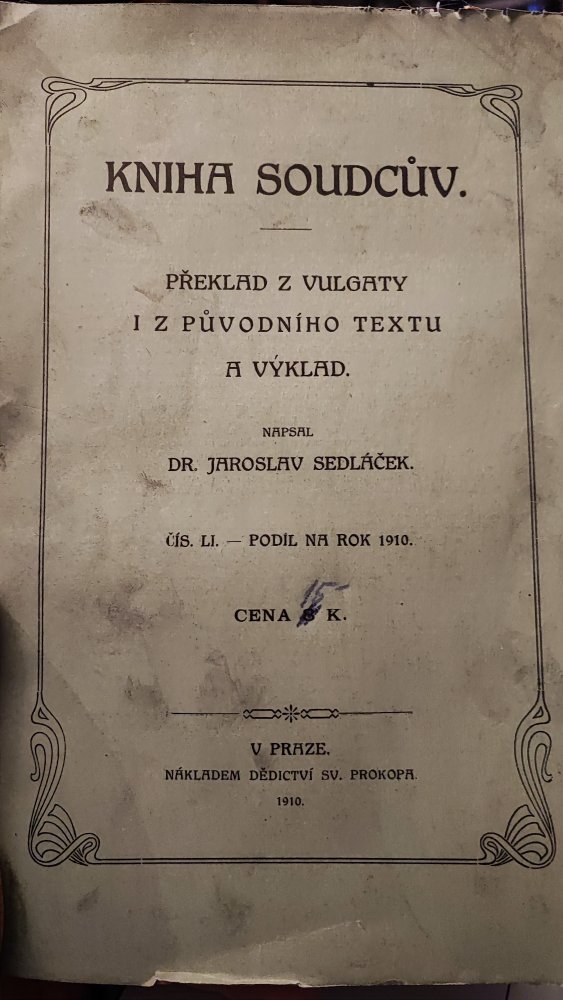 KNIHA SOUDCŮV.
PŘEKLAD Z VULGATY
I Z PŮVODNÍHO TEXTU
A VÝKLAD.
NAPSAL
DR. JAROSLAV SEDLÁČEK.
ČÍS. LI. — PODÍL NA ROK 1910.
15-
CENA K.
V PRAZE.
NÁKLADEM DĚDICTVÍ SV. PROKOPA.
1910.